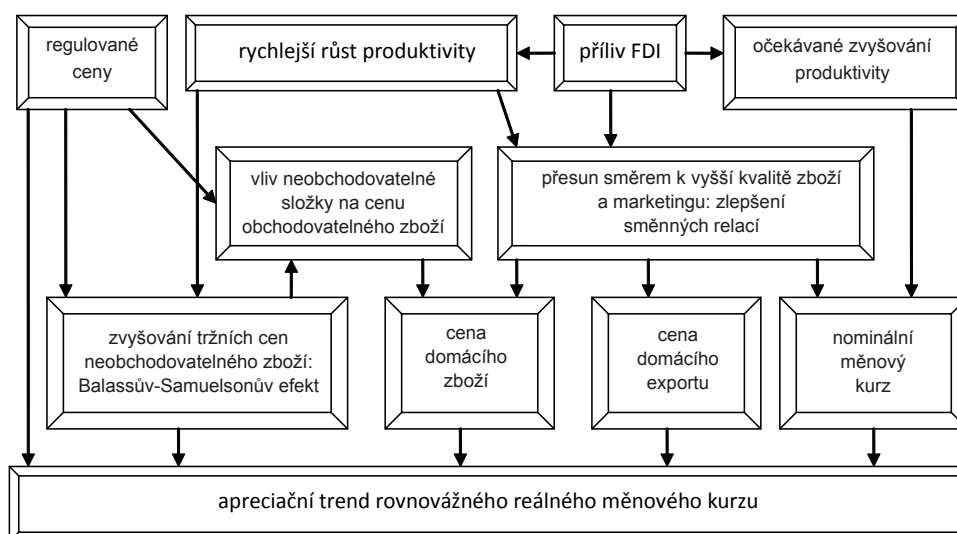 regulované
ceny
rychlejší růst produktivity
příliv FDI
očekávané zvyšování
produktivity
vliv neobchodovatelné
složky na cenu
obchodovatelného zboží
přesun směrem k vyšší kvalitě zboží
a marketingu: zlepšení
směnných relací
zvyšování tržních cen
neobchodovatelného zboží:
Balassův-Samuelsonův efekt
cena
domácího
zboží
cena
domácího
exportu
nominální
měnový
kurz
apreciační trend rovnovážného reálného měnového kurzu